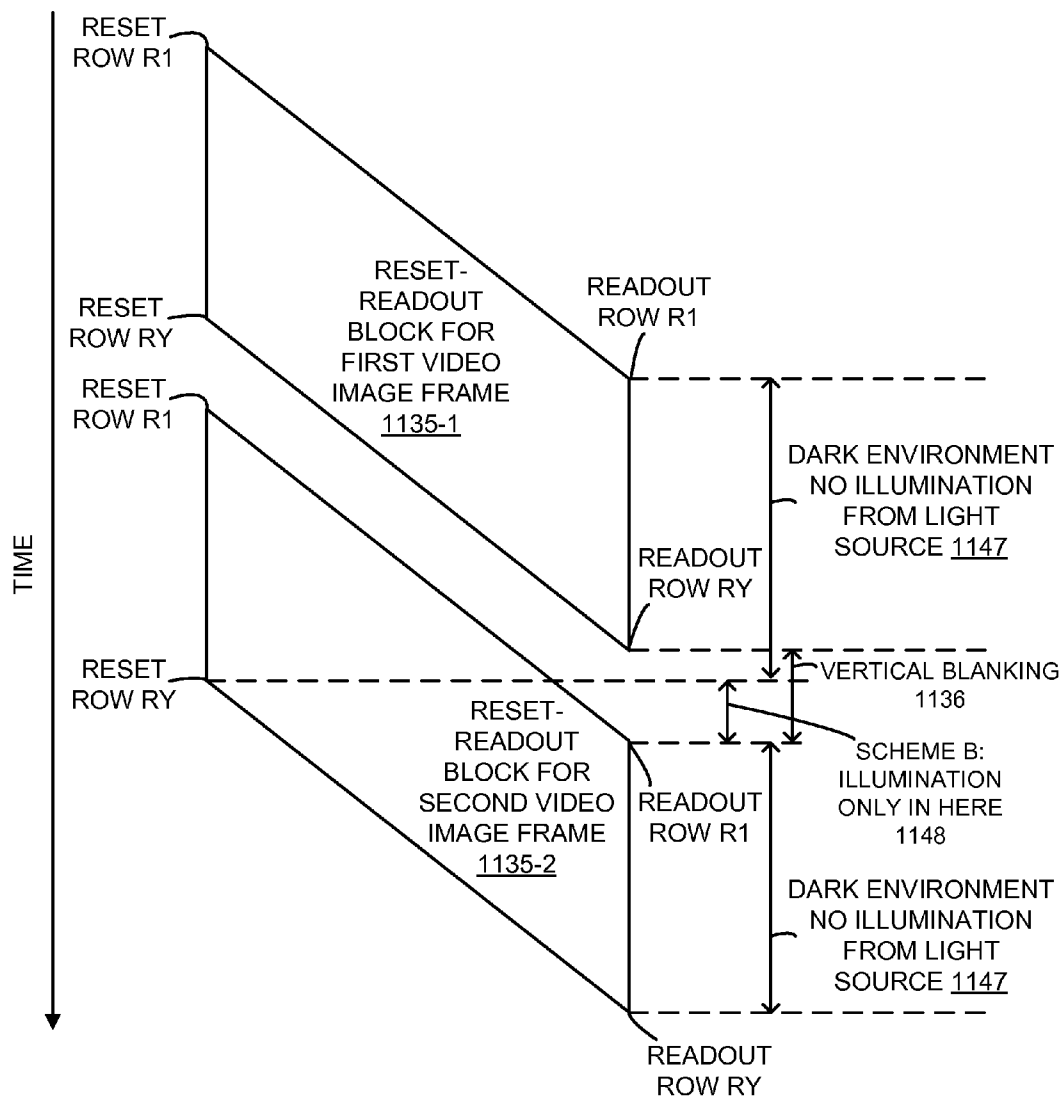 RESET
ROW R1
RESET
ROW RY
RESET
ROW R1
RESET-
READOUT
BLOCK FOR
FIRST VIDEO
IMAGE FRAME
1135-1
READOUT
ROW R1
DARK ENVIRONMENT
NO ILLUMINATION
FROM LIGHT
SOURCE 1147
TIME
READOUT
ROW RY
RESET
ROW RY
VERTICAL BLANKING
1136
RESET-
READOUT
BLOCK FOR
SECOND VIDEO
IMAGE FRAME
1135-2
READOUT
ROW R1
SCHEME B:
ILLUMINATION
ONLY IN HERE
1148
DARK ENVIRONMENT
NO ILLUMINATION
FROM LIGHT
SOURCE 1147
READOUT
ROW RY